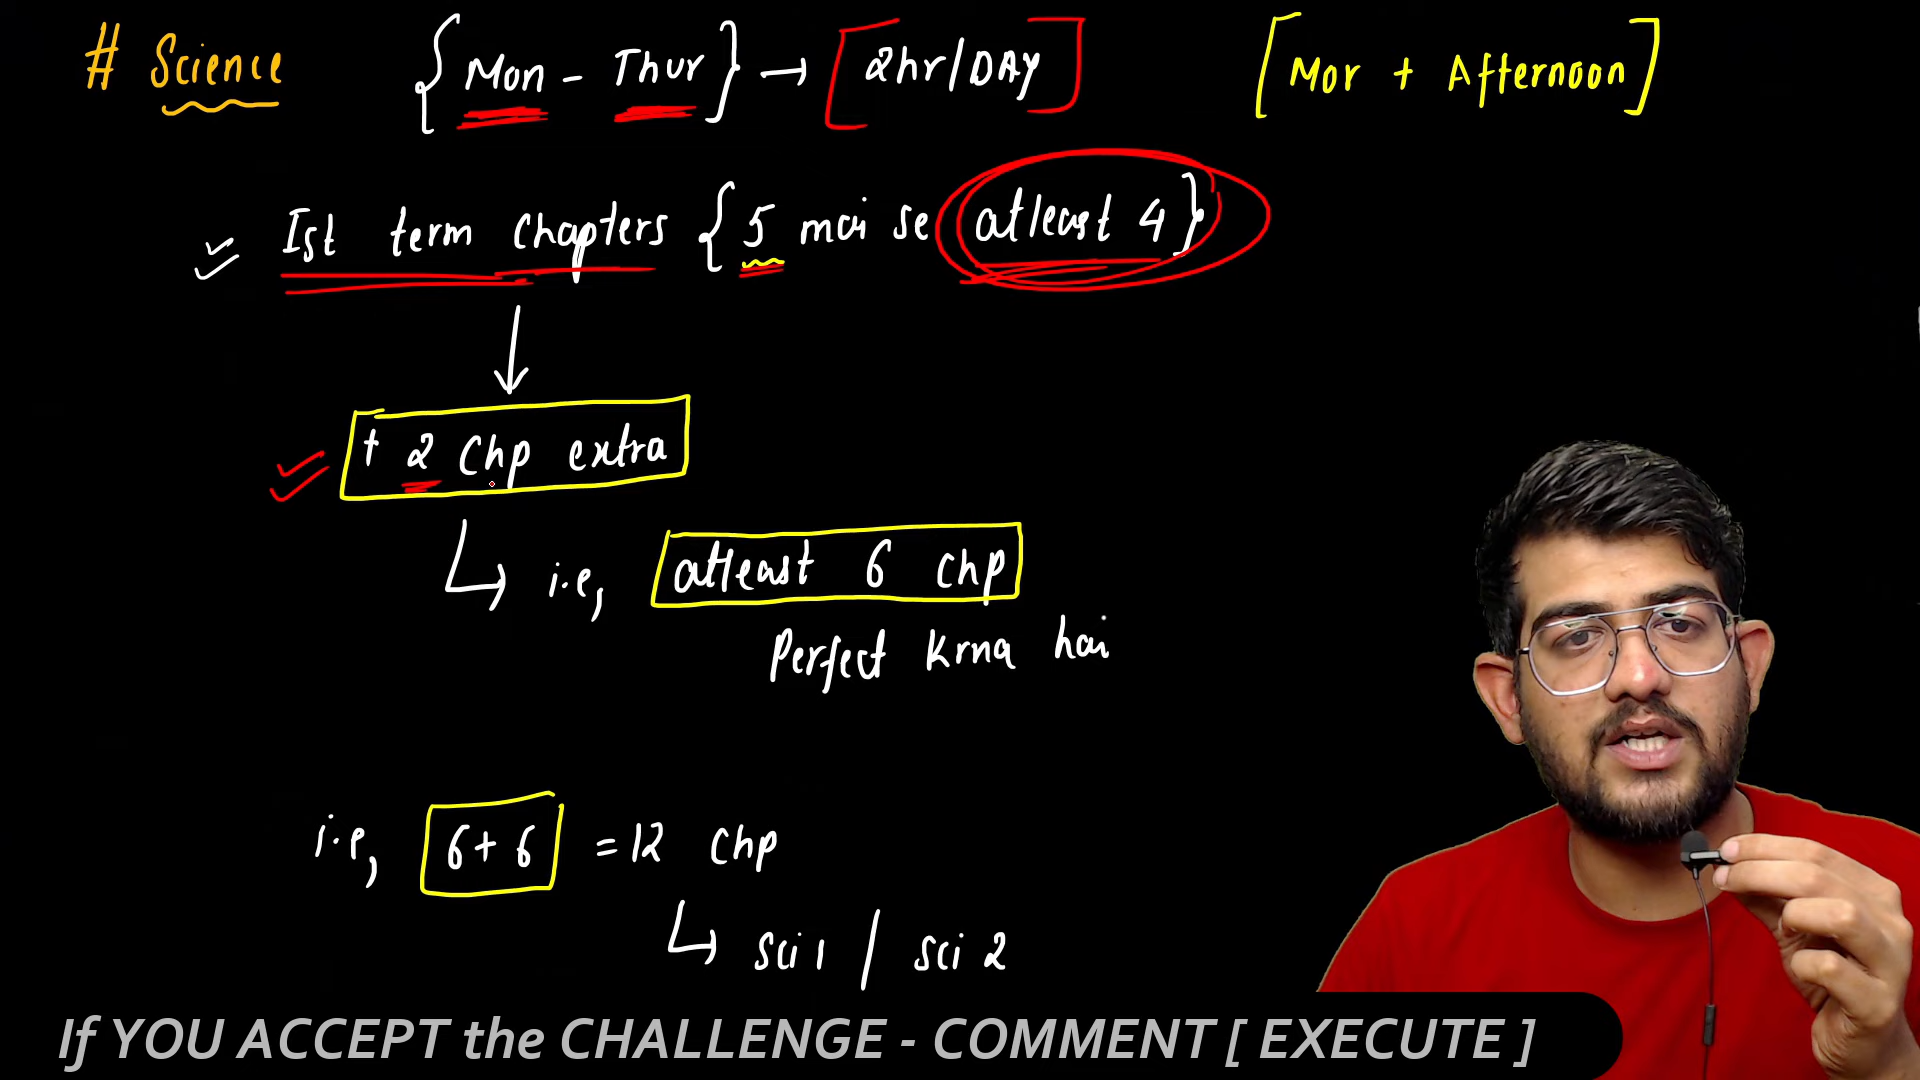 # Science { Mon - Thur } → [ 2hr/DAY ] [ Mor + Afternoon ]
Ist term chapters { 5 mai se atleast 4 }
+ 2 Chp extra
i.e, atleast 6 chp
Perfect Krna hai
i.e, 6+6 = 12 chp
sci 1 / sci 2
If YOU ACCEPT the CHALLENGE - COMMENT [ EXECUTE ]